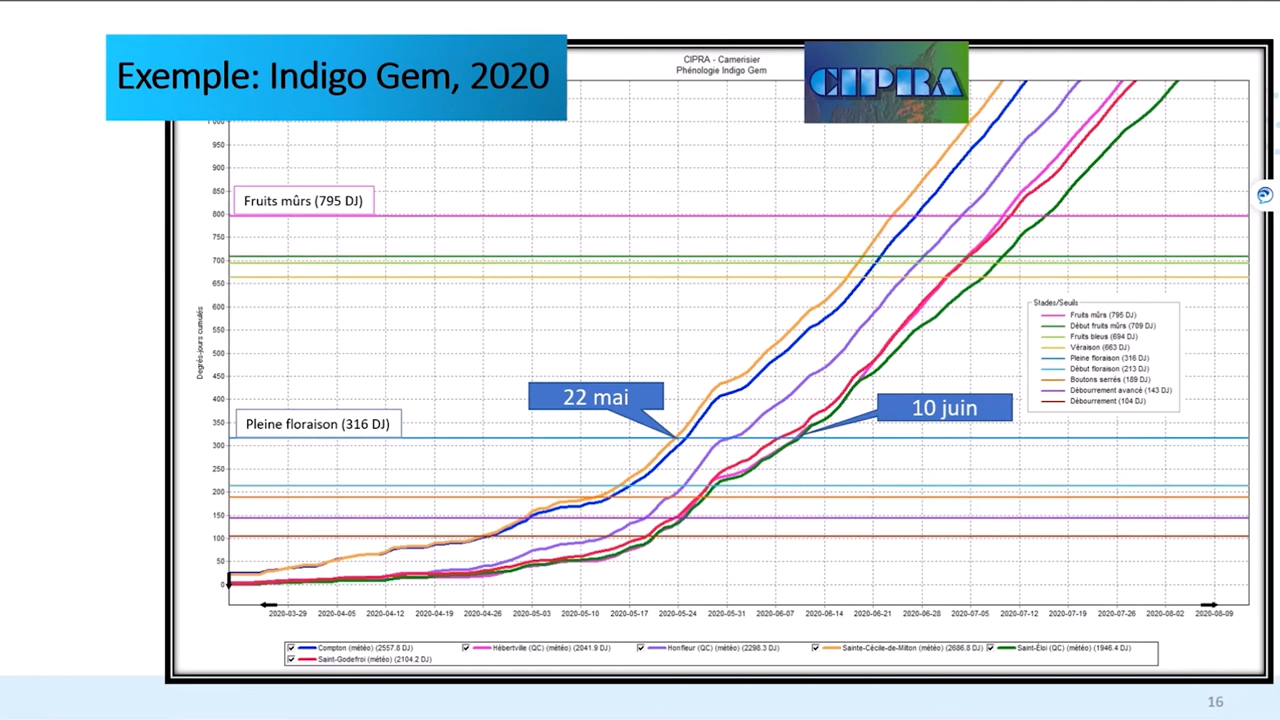 Exemple: Indigo Gem, 2020
CIPRA - Camerisier
Phénologie Indigo Gem
CIPRA
1 000
950
900
850
800
750
700
650
600
550
500
450
400
350
300
250
200
150
100
50
0
Degrés-jours cumulés
Fruits mûrs (795 DJ)
Pleine floraison (316 DJ)
22 mai
10 juin
Stades/Seuils
Fruits mûrs (795 DJ)
Début fruits mûrs (709 DJ)
Fruits bleus (694 DJ)
Véraison (663 DJ)
Pleine floraison (316 DJ)
Début floraison (213 DJ)
Boutons serrés (189 DJ)
Débourrement avancé (143 DJ)
Débourrement (104 DJ)
2020-03-29 2020-04-05 2020-04-12 2020-04-19 2020-04-26 2020-05-03 2020-05-10 2020-05-17 2020-05-24 2020-05-31 2020-06-07 2020-06-14 2020-06-21 2020-06-28 2020-07-05 2020-07-12 2020-07-19 2020-07-26 2020-08-02 2020-08-09
Compton (météo) (2557.8 DJ) Hébertville (QC) (météo) (2041.9 DJ) Honfleur (QC) (météo) (2298.3 DJ) Sainte-Cécile-de-Milton (météo) (2686.8 DJ) Saint-Éloi (QC) (météo) (1946.4 DJ)
Saint-Godefroi (météo) (2104.2 DJ)
16